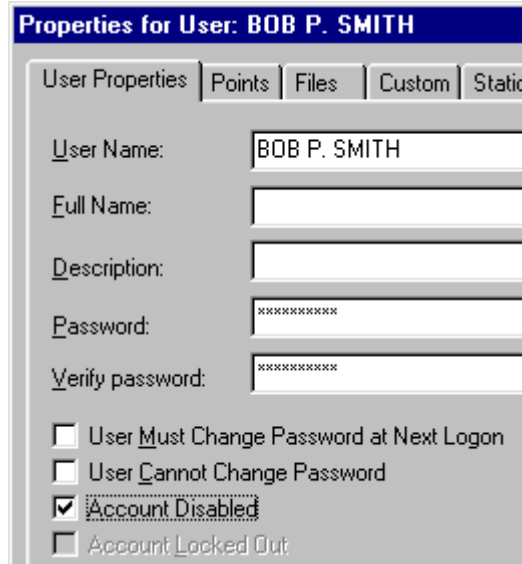 Properties for User: BOB P. SMITH
User Properties Points Files Custom Static
User Name: BOB P. SMITH
Full Name:
Description:
Password: **********
Verify password: **********
User Must Change Password at Next Logon
User Cannot Change Password
Account Disabled
Account Locked Out